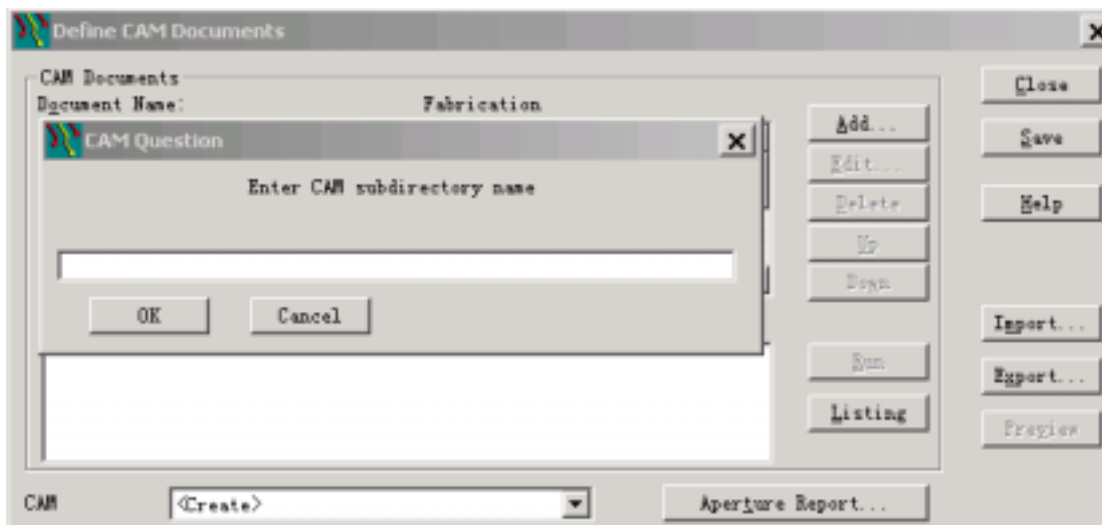 Define CAM Documents
CAM Documents
Document Name:
Fabrication
CAM Question
Enter CAM subdirectory name
OK
Cancel
Add...
Edit...
Delete
Up
Down
Run
Listing
Close
Save
Help
Import...
Export...
Preview
CAM
<Create>
Aperture Report...